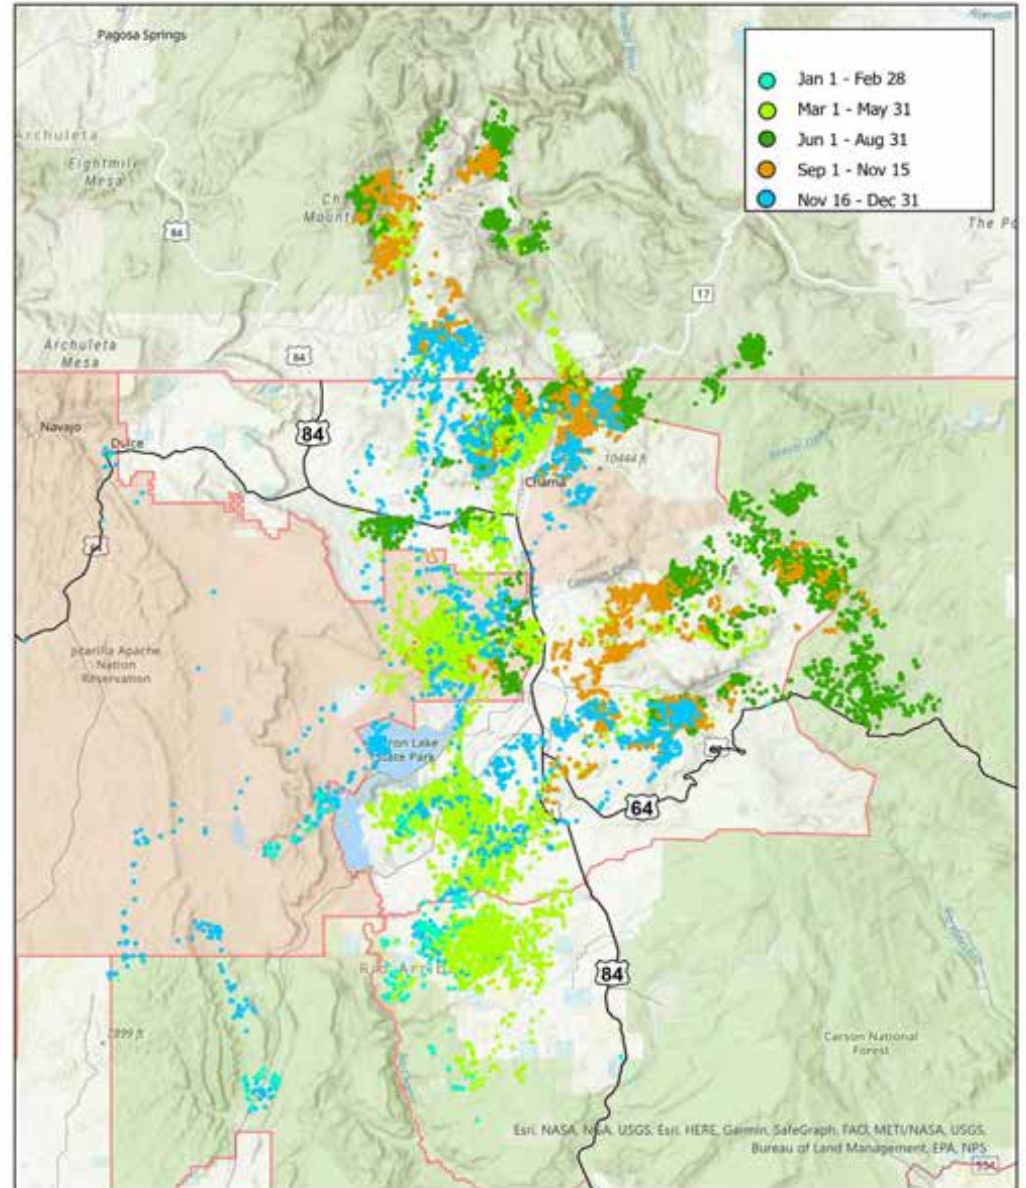 Pagosa Springs
Jan 1 - Feb 28
Mar 1 - May 31
Jun 1 - Aug 31
Sep 1 - Nov 15
Nov 16 - Dec 31
Archuleta
Eightmile
Mesa
84
17
Archuleta
Mesa
84
Navajo
Dulce
84
10444 ft
Chama
Apache
Nation
Reservation
Lake
State Park
64
84
Carson National
Forest
Esri, NASA, NGA, USGS, Esri, HERE, Garmin, SafeGraph, FAO, METI/NASA, USGS,
Bureau of Land Management, EPA, NPS
554